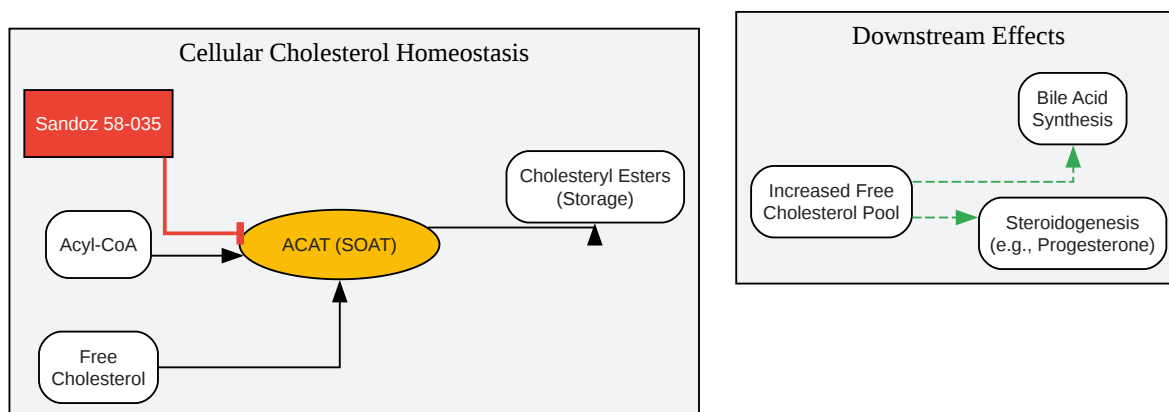 Cellular Cholesterol Homeostasis
Sandoz 58-035
Acyl-CoA
Free
Cholesterol
ACAT (SOAT)
Cholesteryl Esters
(Storage)
Downstream Effects
Increased Free
Cholesterol Pool
Bile Acid
Synthesis
Steroidogenesis
(e.g., Progesterone)